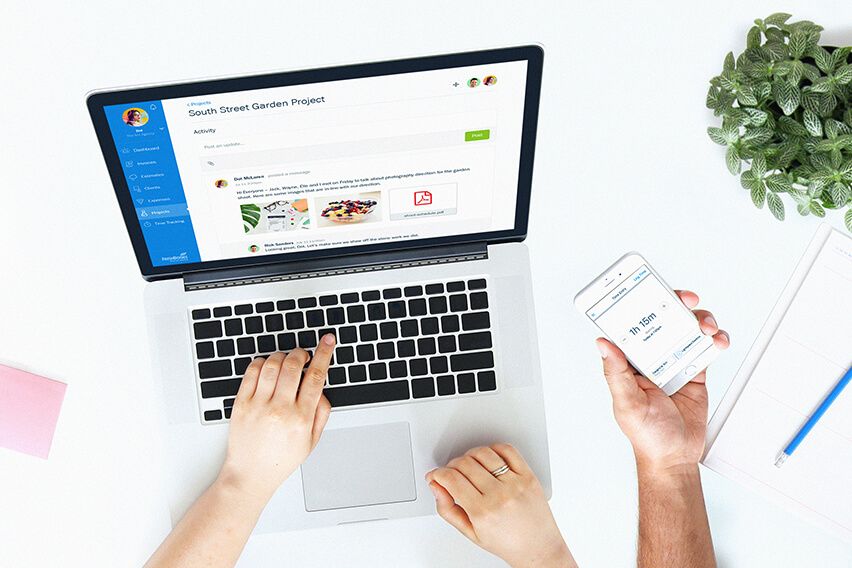 ‹ Projects
South Street Garden Project
Activity
Post an update...
Post
Dot
Dashboard
Invoices
Estimates
Clients
Expenses
Projects
Time Tracking
FreshBooks
Dot McLaren posted a message
Hi Everyone – Jack, Wayne, Elle and I met on Friday to talk about photography direction for the garden
shoot. Here are some images that are in line with our direction.
shoot-schedule.pdf
Rick Sanders
Looking great, Dot. Let's make sure we show off the stone work we did.
Time Entry
Log Time
1h 15m